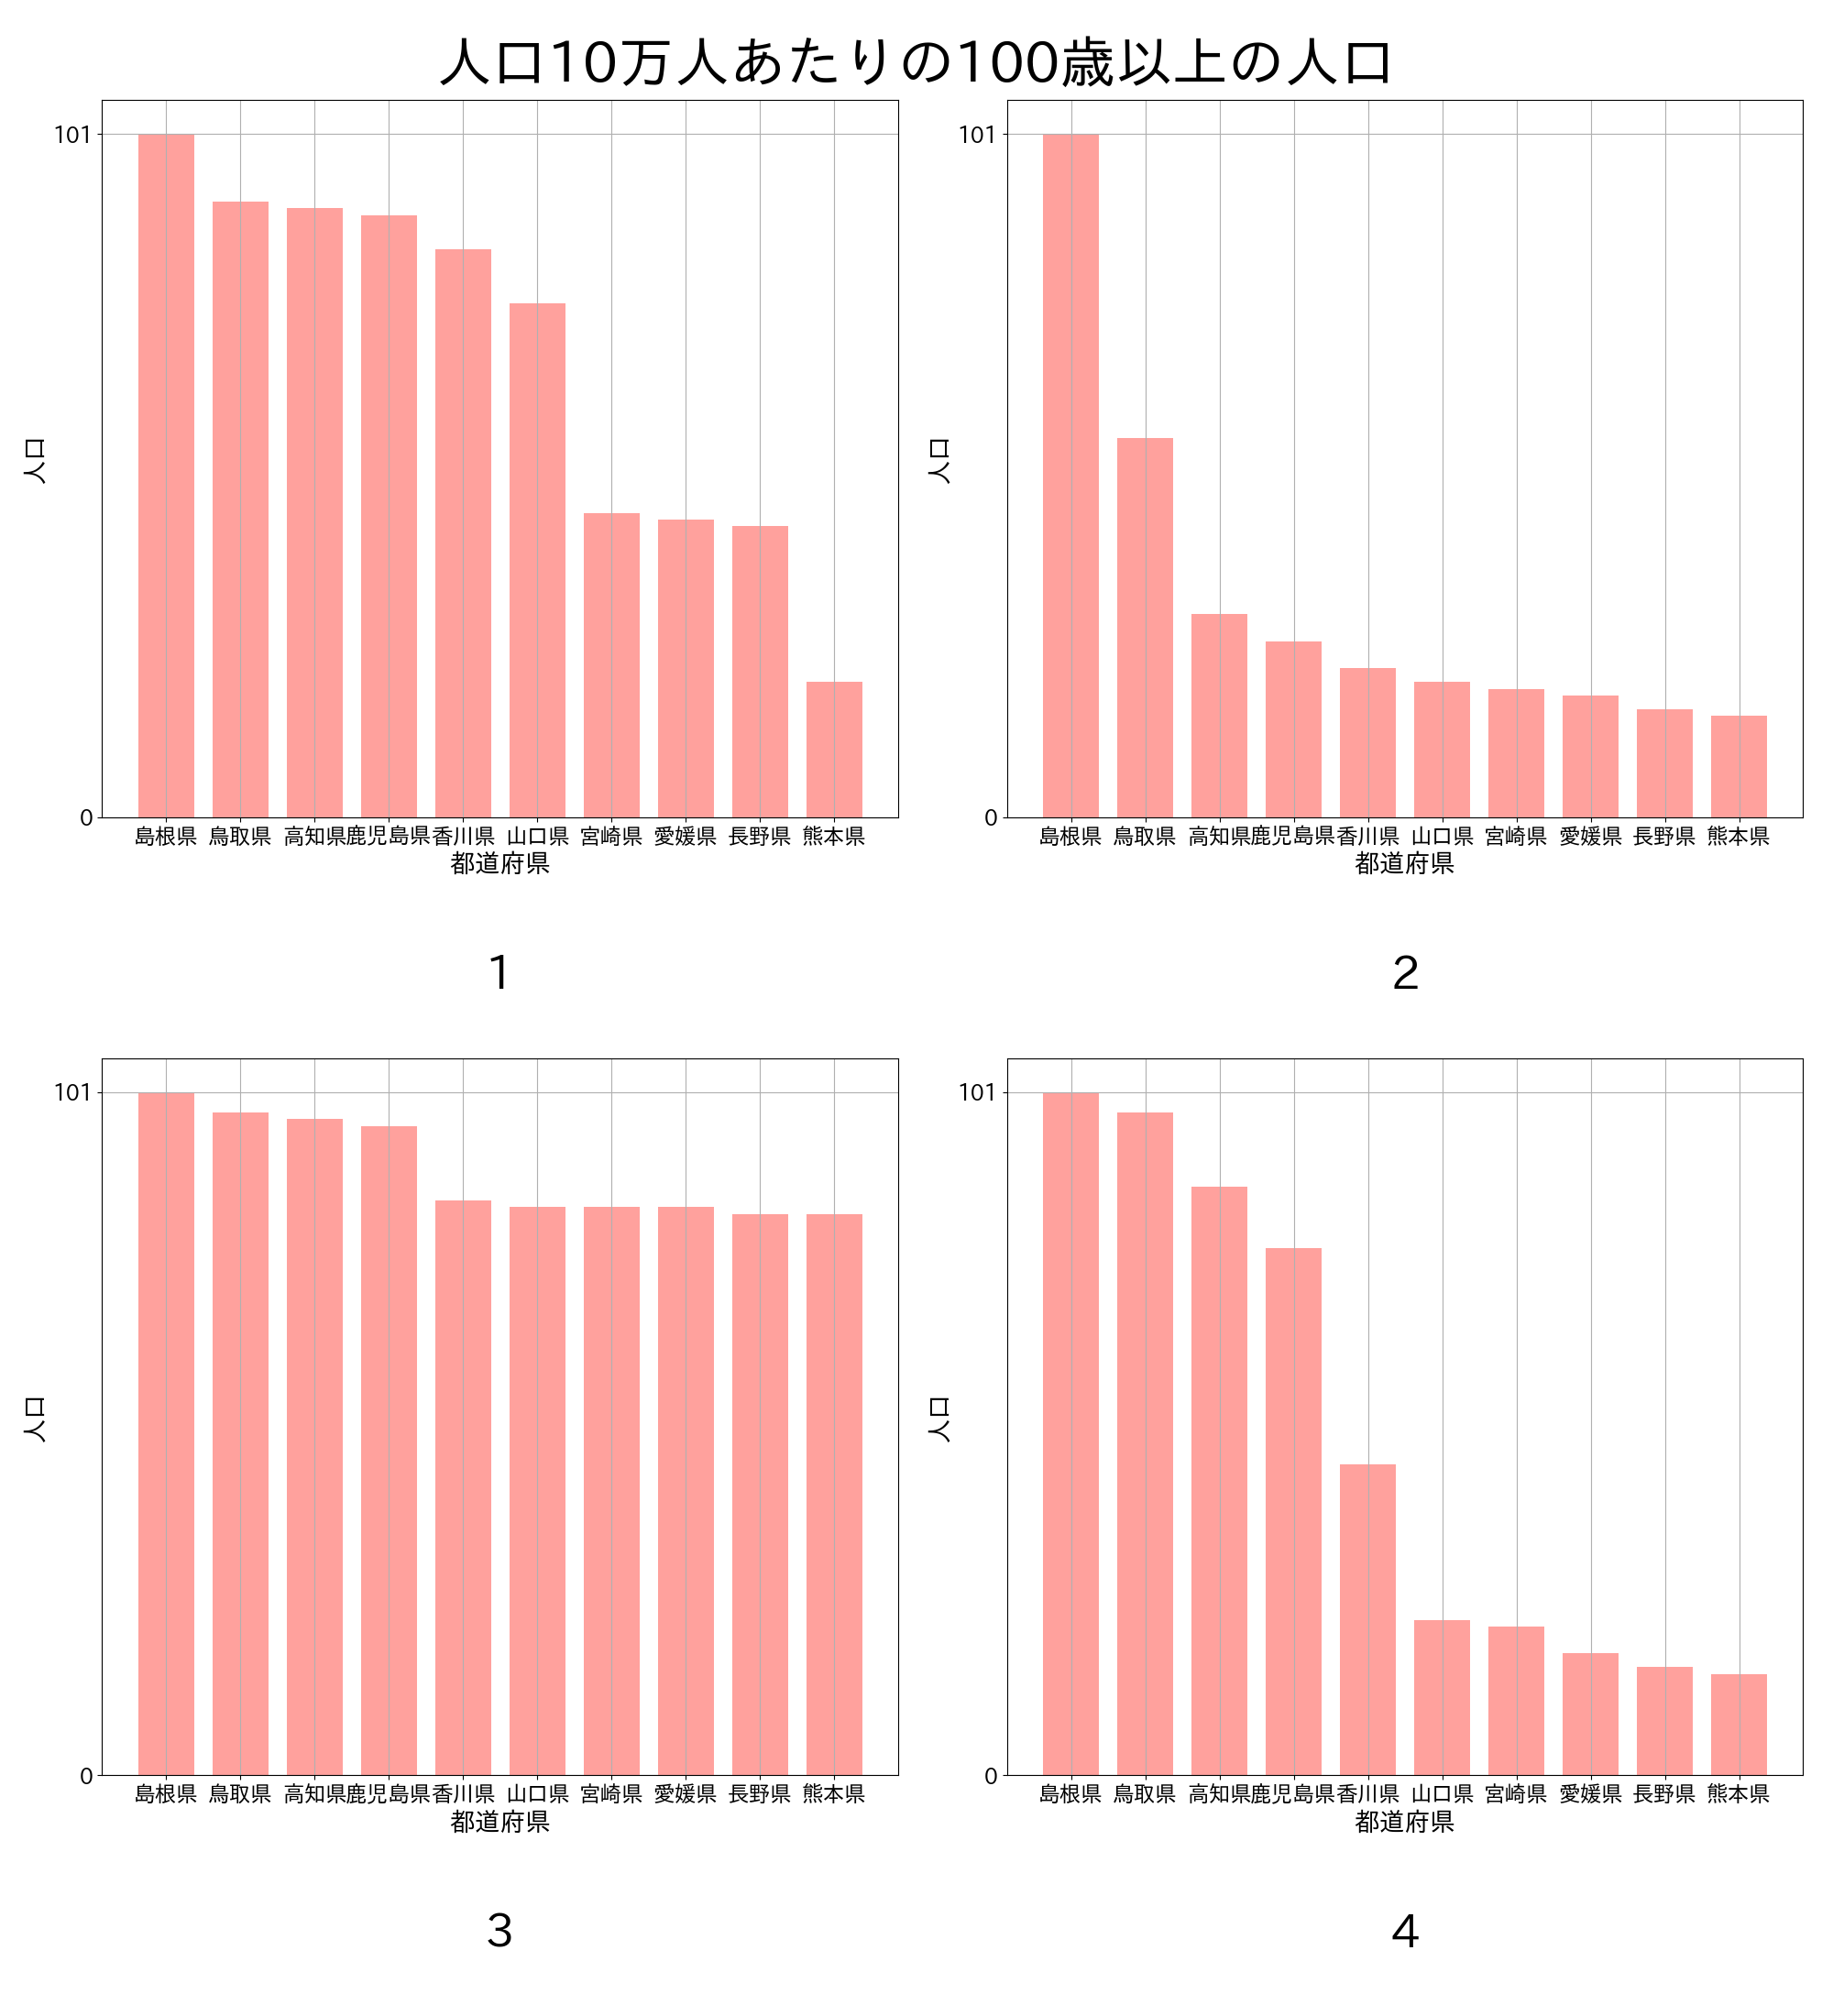 人口10万人あたりの100歳以上の人口
101
人口
0
島根県 鳥取県 高知県 鹿児島県 香川県 山口県 宮崎県 愛媛県 長野県 熊本県
都道府県
1
101
人口
0
島根県 鳥取県 高知県 鹿児島県 香川県 山口県 宮崎県 愛媛県 長野県 熊本県
都道府県
2
101
人口
0
島根県 鳥取県 高知県 鹿児島県 香川県 山口県 宮崎県 愛媛県 長野県 熊本県
都道府県
3
101
人口
0
島根県 鳥取県 高知県 鹿児島県 香川県 山口県 宮崎県 愛媛県 長野県 熊本県
都道府県
4